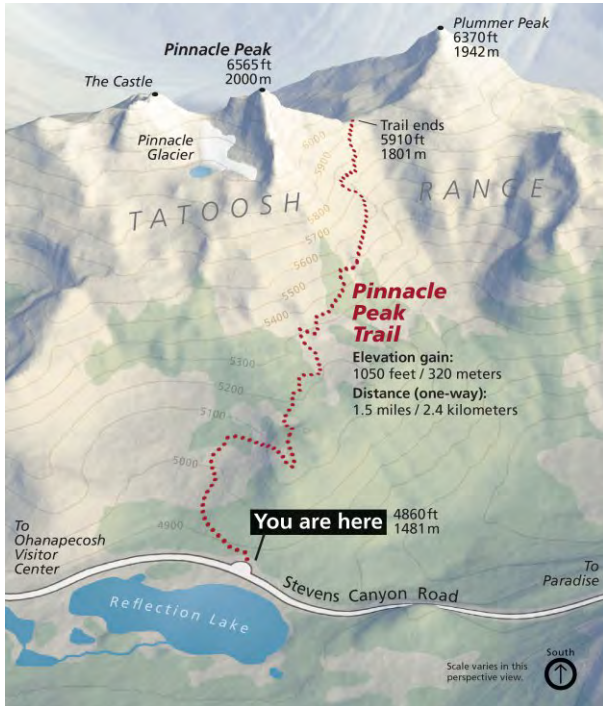 Plummer Peak
6370 ft
1942 m
Pinnacle Peak
6565 ft
2000 m
The Castle
Trail ends
5910 ft
1801 m
Pinnacle
Glacier
6000
5900
TATOOSH RANGE
5800
5700
5600
5500
5400
Pinnacle
Peak
Trail
Elevation gain:
1050 feet / 320 meters
Distance (one-way):
1.5 miles / 2.4 kilometers
5300
5200
5100
5000
4900
You are here
4860 ft
1481 m
To
Ohanapecosh
Visitor
Center
To
Paradise
Stevens Canyon Road
Reflection Lake
Scale varies in this
perspective view.
South